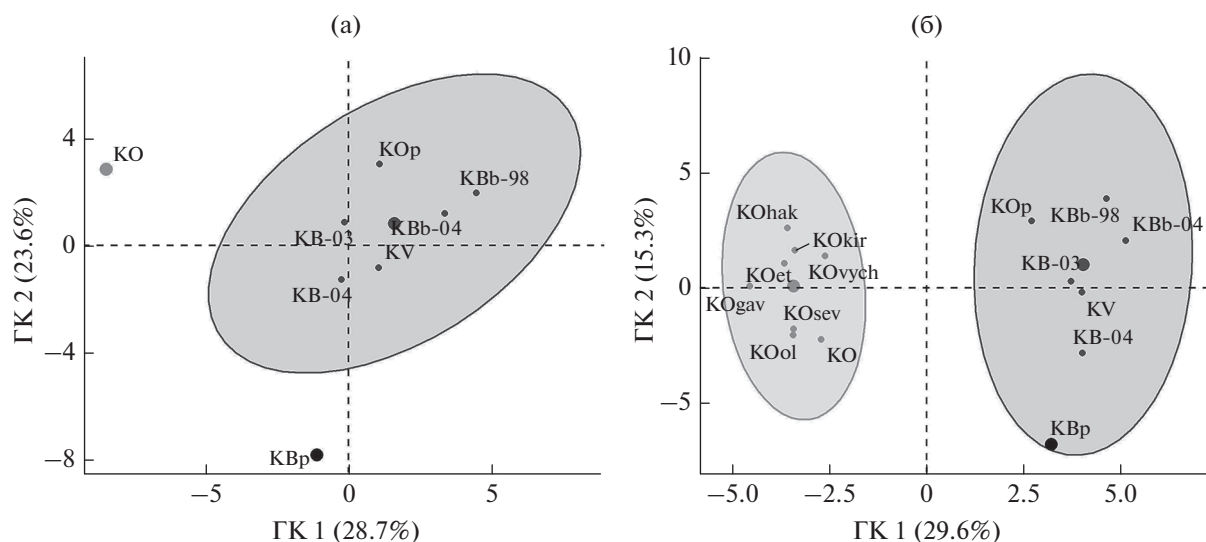 (а)
4
0
−4
−8
−5
0
5
ГК 2 (23.6%)
ГК 1 (28.7%)
KO
KOp
KBb-98
KBb-04
KB-03
KV
KB-04
KBp
(б)
10
5
0
−5
−5.0
−2.5
0
2.5
5.0
ГК 2 (15.3%)
ГК 1 (29.6%)
KOhak
KOkir
KOet
KOvych
KOgav
KOsev
KOol
KO
KOp
KBb-98
KBb-04
KB-03
KV
KB-04
KBp